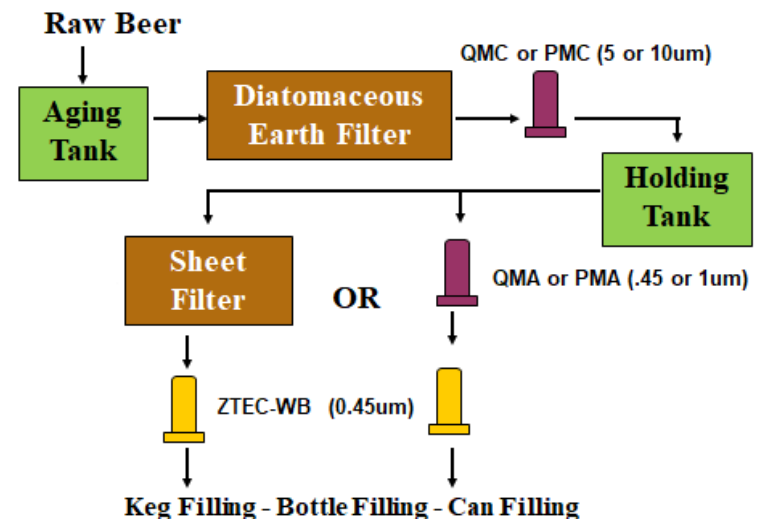 Raw Beer
QMC or PMC (5 or 10um)
Aging
Tank
Diatomaceous
Earth Filter
Holding
Tank
Sheet
Filter
OR
QMA or PMA (.45 or 1um)
ZTEC-WB (0.45um)
Keg Filling - Bottle Filling - Can Filling